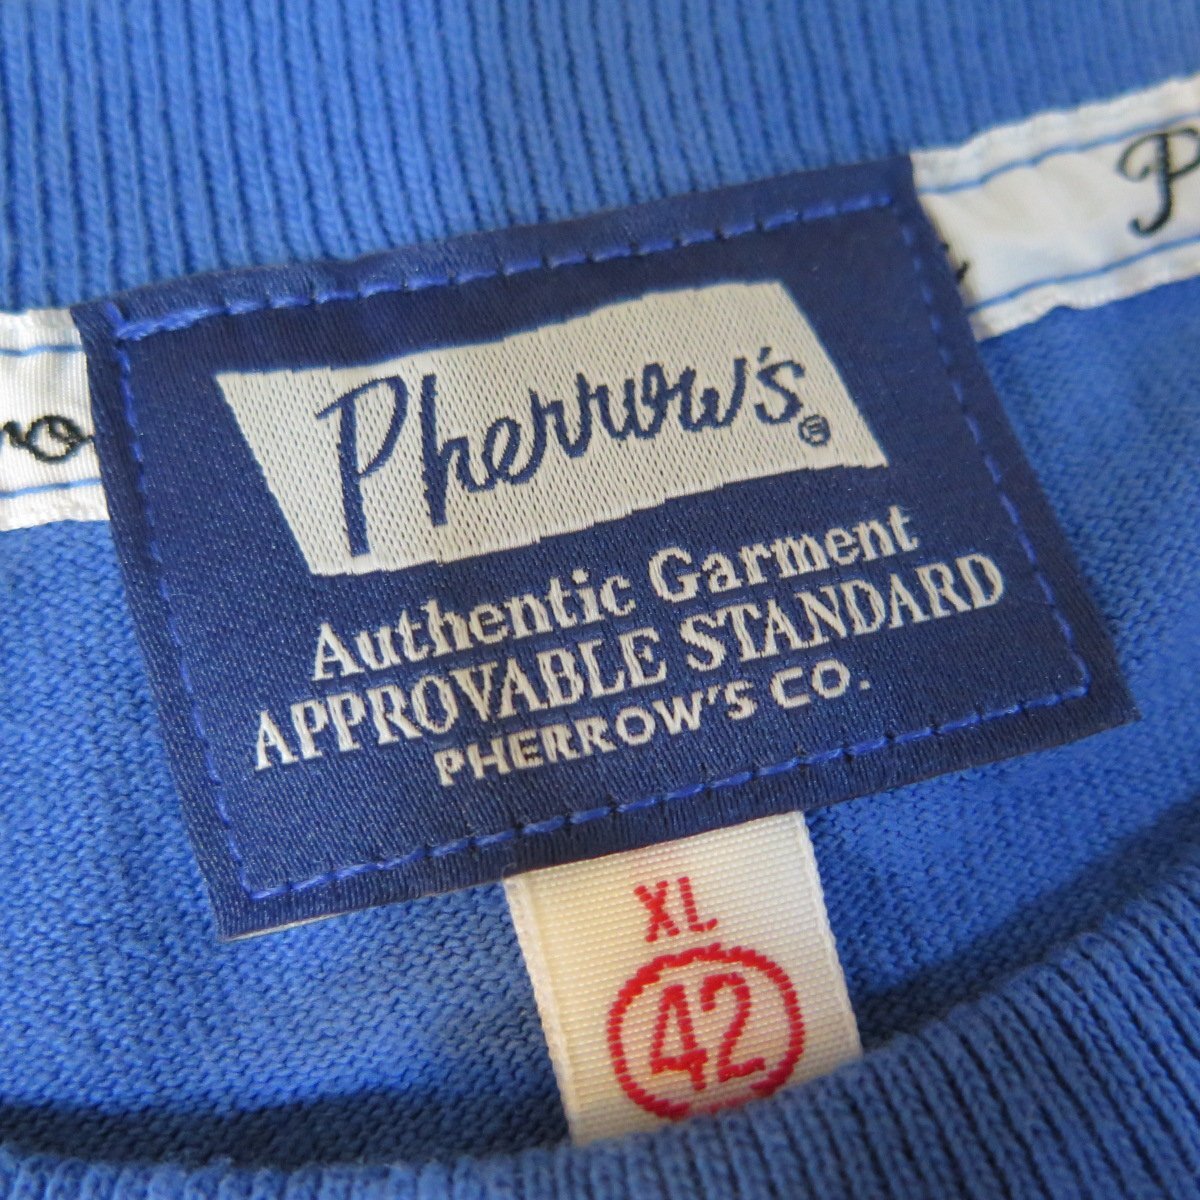 Pherrow's
Authentic Garment
APPROVABLE STANDARD
PHERROW'S CO.
XL
42